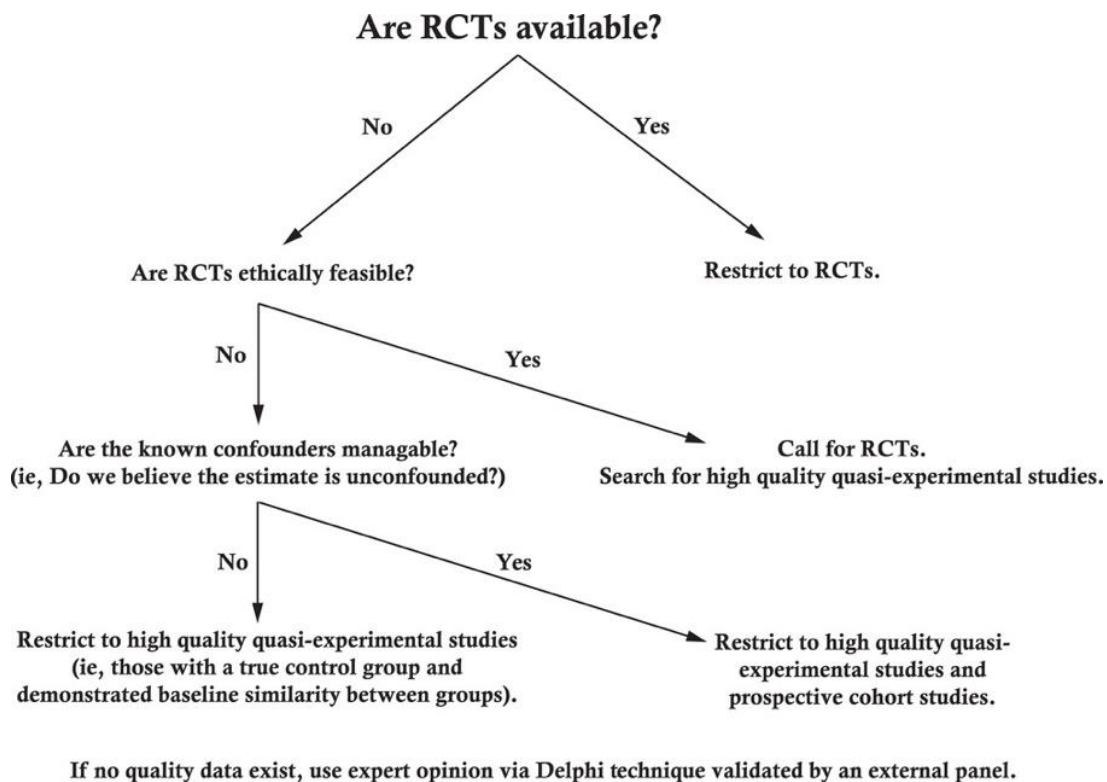 Are RCTs available?
No
Yes
Are RCTs ethically feasible?
Restrict to RCTs.
No
Yes
Are the known confounders managable?
(ie, Do we believe the estimate is unconfounded?)
Call for RCTs.
Search for high quality quasi-experimental studies.
No
Yes
Restrict to high quality quasi-experimental studies
(ie, those with a true control group and
demonstrated baseline similarity between groups).
Restrict to high quality quasi-
experimental studies and
prospective cohort studies.
If no quality data exist, use expert opinion via Delphi technique validated by an external panel.